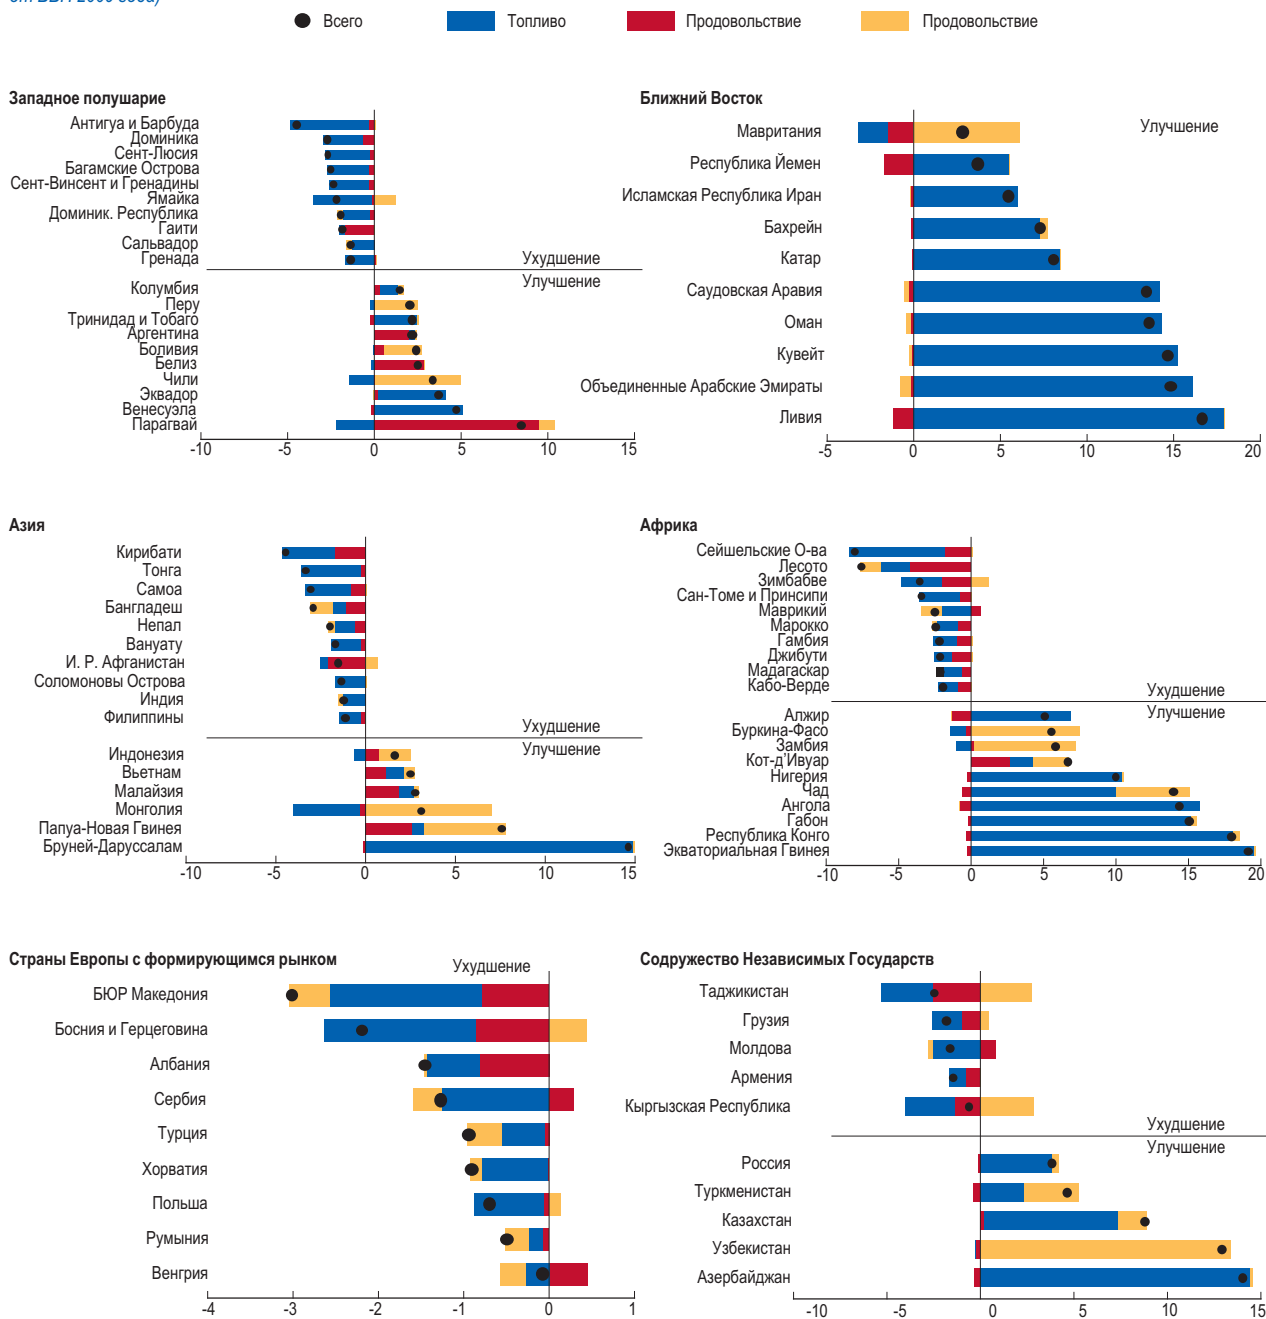 Всего Топливо Продовольствие Продовольствие
Западное полушарие
Антигуа и Барбуда
Доминика
Сент-Люсия
Багамские Острова
Сент-Винсент и Гренадины
Ямайка
Доминик. Республика
Гаити
Сальвадор
Гренада
Ухудшение
Улучшение
Колумбия
Перу
Тринидад и Тобаго
Аргентина
Боливия
Белиз
Чили
Эквадор
Венесуэла
Парагвай
-10 -5 0 5 10 15
Ближний Восток
Улучшение
Мавритания
Республика Йемен
Исламская Республика Иран
Бахрейн
Катар
Саудовская Аравия
Оман
Кувейт
Объединенные Арабские Эмираты
Ливия
-5 0 5 10 15 20
Азия
Кирибати
Тонга
Самоа
Бангладеш
Непал
Вануату
И. Р. Афганистан
Соломоновы Острова
Индия
Филиппины
Ухудшение
Улучшение
Индонезия
Вьетнам
Малайзия
Монголия
Папуа-Новая Гвинея
Бруней-Даруссалам
-10 -5 0 5 10 15
Африка
Сейшельские О-ва
Лесото
Зимбабве
Сан-Томе и Принсипи
Маврикий
Марокко
Гамбия
Джибути
Мадагаскар
Кабо-Верде
Ухудшение
Улучшение
Алжир
Буркина-Фасо
Замбия
Кот-д'Ивуар
Нигерия
Чад
Ангола
Габон
Республика Конго
Экваториальная Гвинея
-10 -5 0 5 10 15 20
Страны Европы с формирующимся рынком
Ухудшение
БЮР Македония
Босния и Герцеговина
Албания
Сербия
Турция
Хорватия
Польша
Румыния
Венгрия
-4 -3 -2 -1 0 1
Содружество Независимых Государств
Таджикистан
Грузия
Молдова
Армения
Кыргызская Республика
Ухудшение
Улучшение
Россия
Туркменистан
Казахстан
Узбекистан
Азербайджан
-10 -5 0 5 10 15